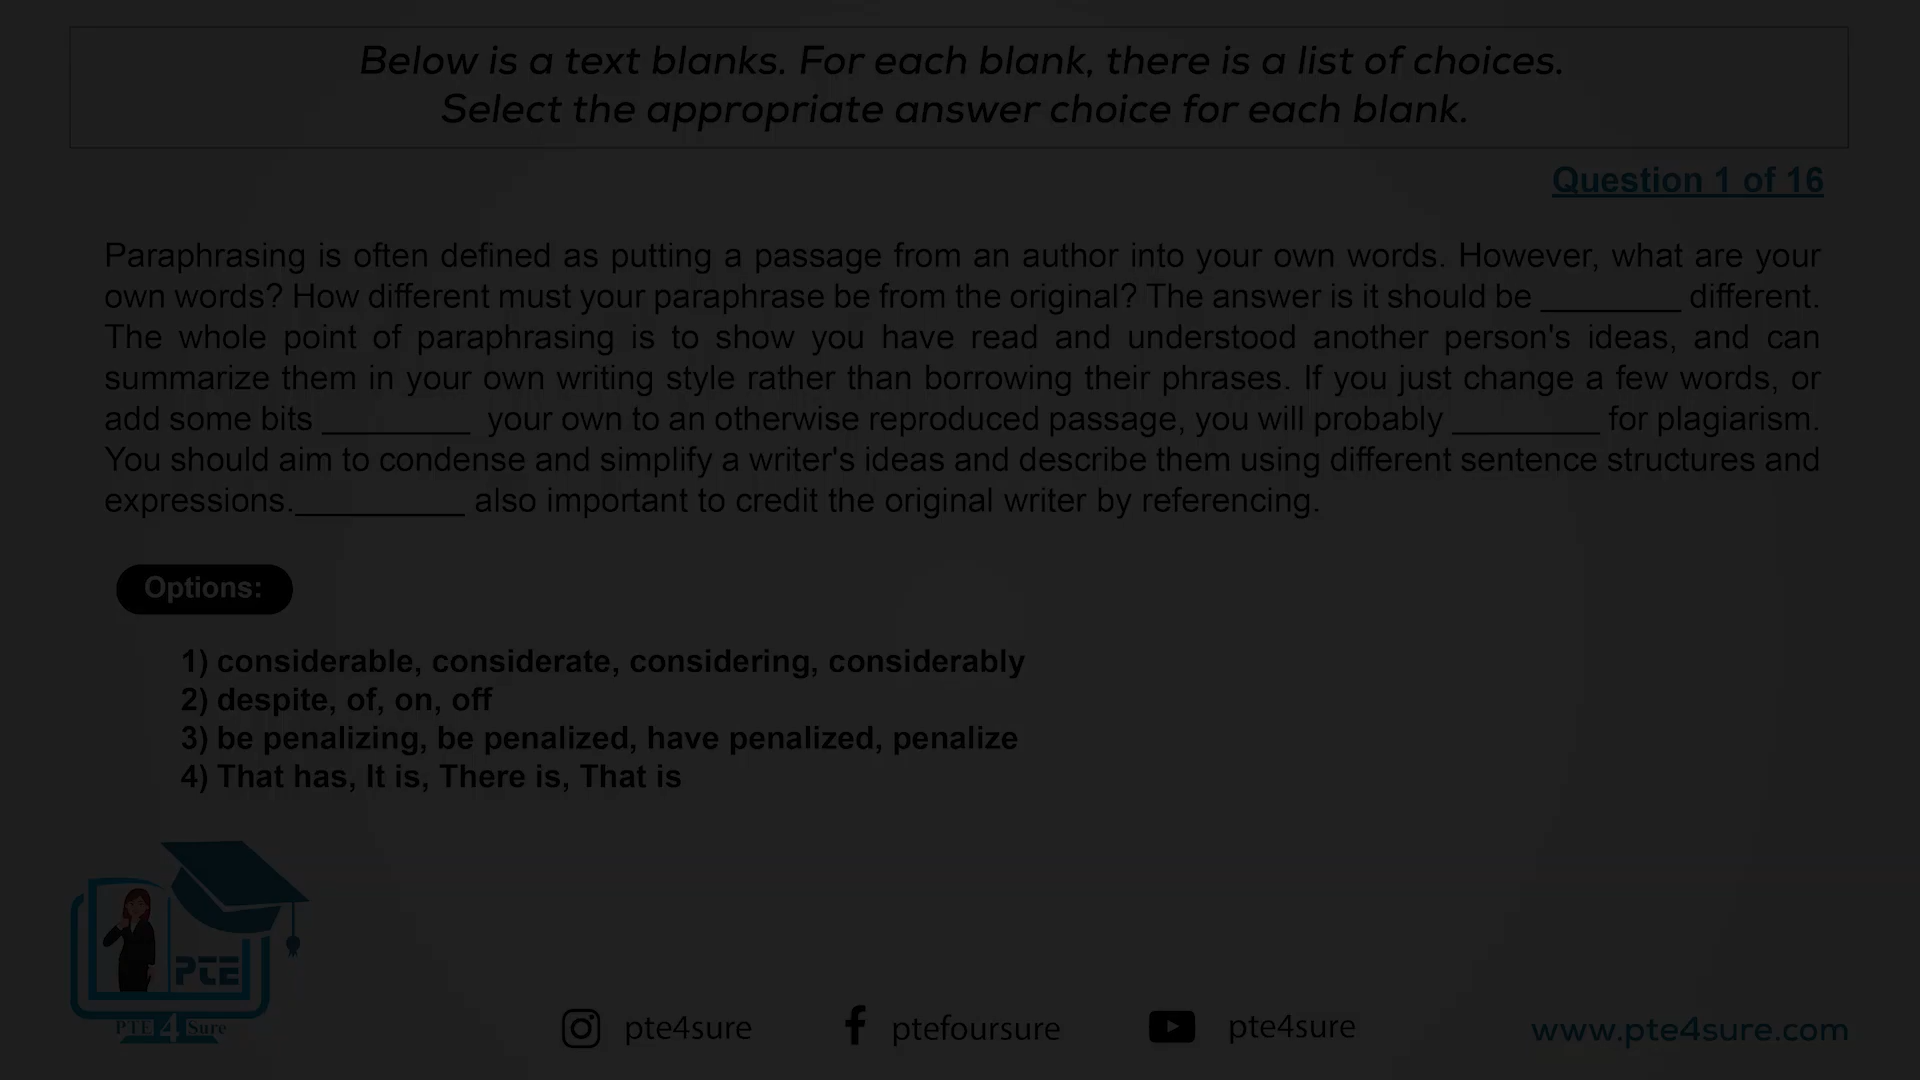 Below is a text blanks. For each blank, there is a list of choices.
Select the appropriate answer choice for each blank.
Question 1 of 16
Paraphrasing is often defined as putting a passage from an author into your own words. However, what are your
own words? How different must your paraphrase be from the original? The answer is it should be ________ different.
The whole point of paraphrasing is to show you have read and understood another person's ideas, and can
summarize them in your own writing style rather than borrowing their phrases. If you just change a few words, or
add some bits ________ your own to an otherwise reproduced passage, you will probably ________ for plagiarism.
You should aim to condense and simplify a writer's ideas and describe them using different sentence structures and
expressions.__________ also important to credit the original writer by referencing.
Options:
1) considerable, considerate, considering, considerably
2) despite, of, on, off
3) be penalizing, be penalized, have penalized, penalize
4) That has, It is, There is, That is
PTE
PTE 4 Sure
pte4sure
ptefoursure
pte4sure
www.pte4sure.com